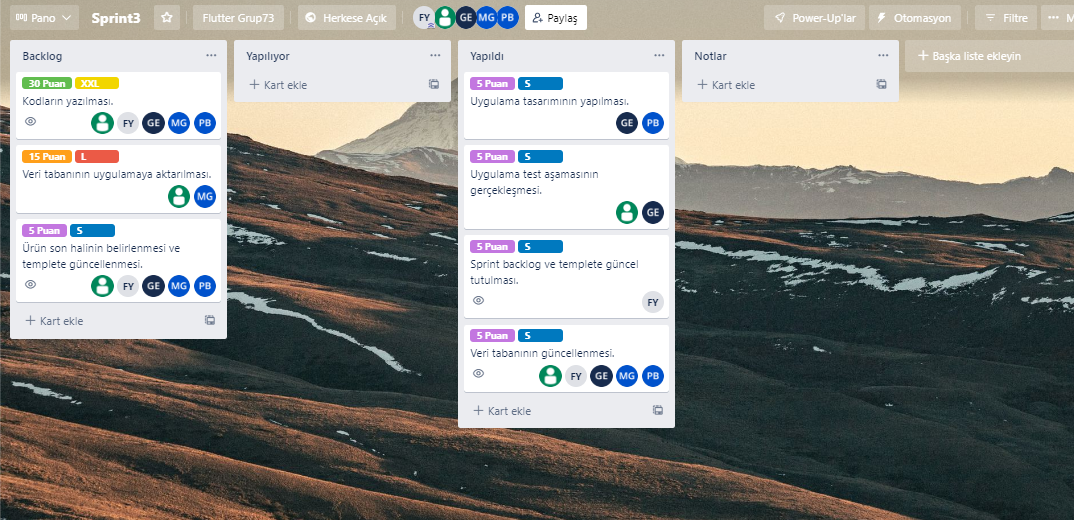 Pano
Sprint3
Flutter Grup73
Herkese Açık
FY
GE
MG
PB
Paylaş
Power-Up'lar
Otomasyon
Filtre
Backlog
30 Puan XXL
Kodların yazılması.
FY GE MG PB
15 Puan L
Veri tabanının uygulamaya aktarılması.
MG
5 Puan S
Ürün son halinin belirlenmesi ve
templete güncellenmesi.
FY GE MG PB
Kart ekle
Yapılıyor
Kart ekle
Yapıldı
5 Puan S
Uygulama tasarımının yapılması.
GE PB
5 Puan S
Uygulama test aşamasının
gerçekleşmesi.
GE
5 Puan S
Sprint backlog ve templete güncel
tutulması.
FY
5 Puan S
Veri tabanının güncellenmesi.
FY GE MG PB
Kart ekle
Notlar
Kart ekle
Başka liste ekleyin